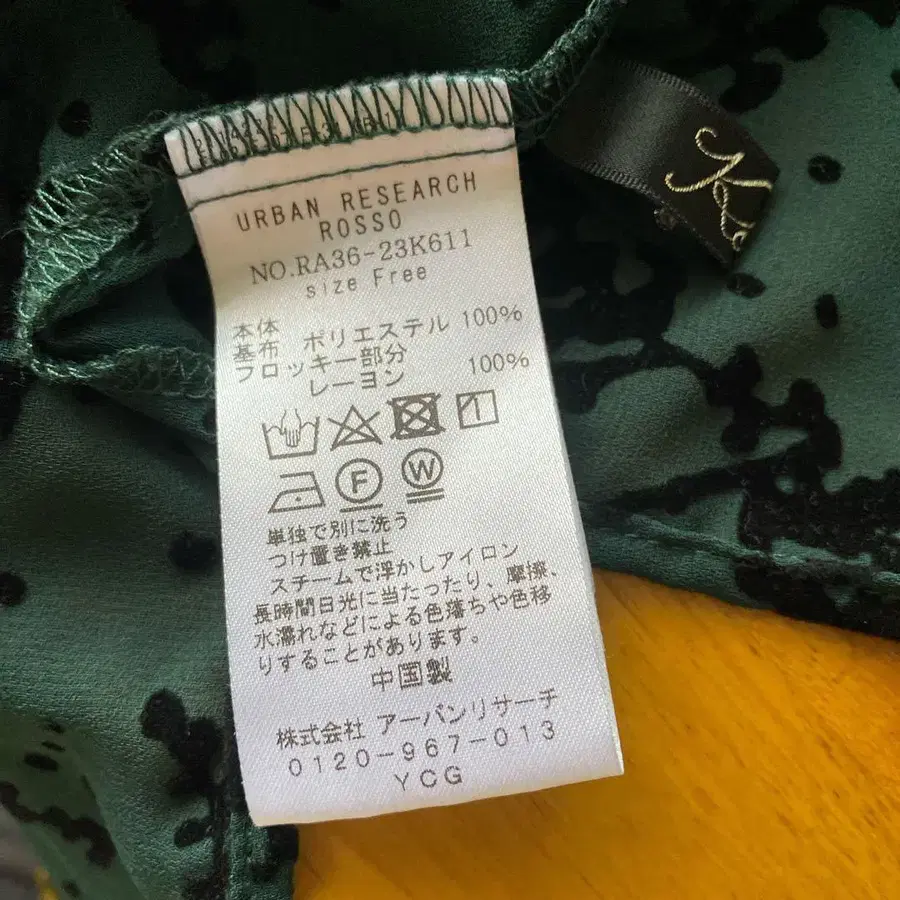 URBAN RESEARCH
ROSSO
NO.RA36-23K611
size Free
本体
基布 ポリエステル 100%
フロッキー部分
レーヨン 100%
1
F W
単独で別に洗う
つけ置き禁止
スチームで浮かしアイロン
長時間日光に当たったり、摩擦、
水濡れなどによる色落ちや色移
りすることがあります。
中国製
株式会社 アーバンリサーチ
0120-967-013
YCG